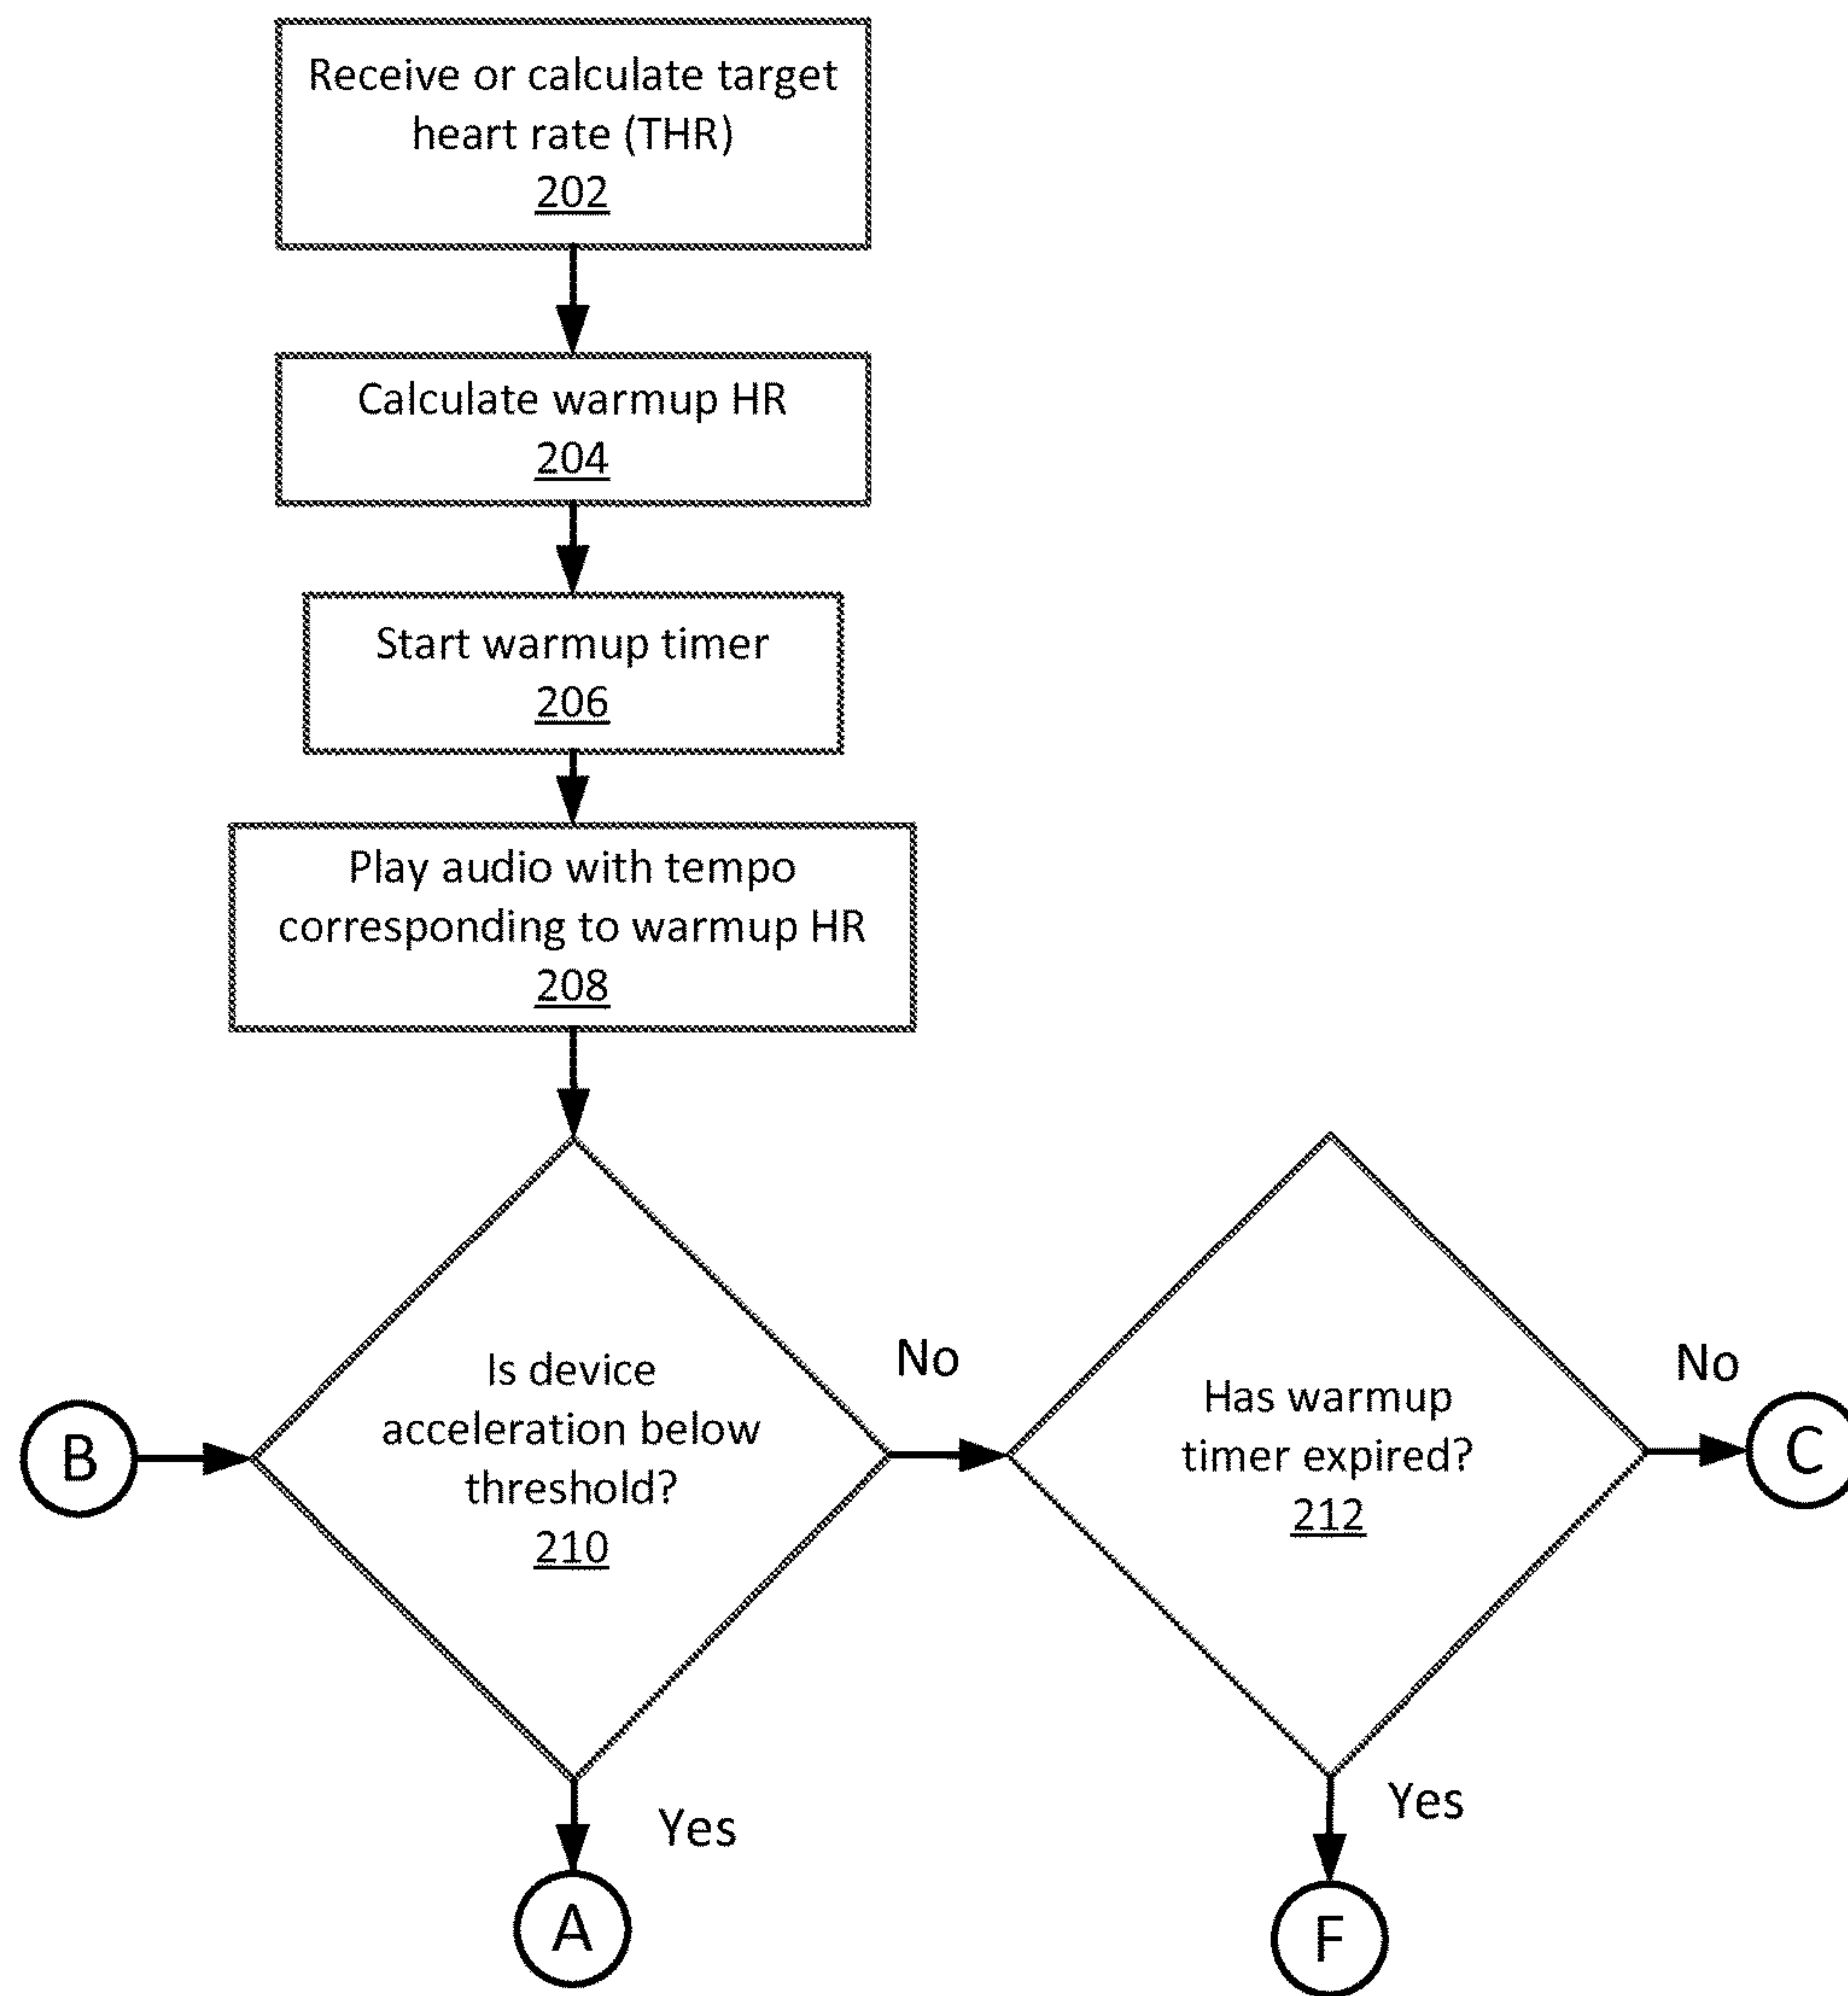 Receive or calculate target
heart rate (THR)
202
Calculate warmup HR
204
Start warmup timer
206
Play audio with tempo
corresponding to warmup HR
208
Is device
acceleration below
threshold?
210
No
Has warmup
timer expired?
212
No
B
C
Yes
Yes
A
F